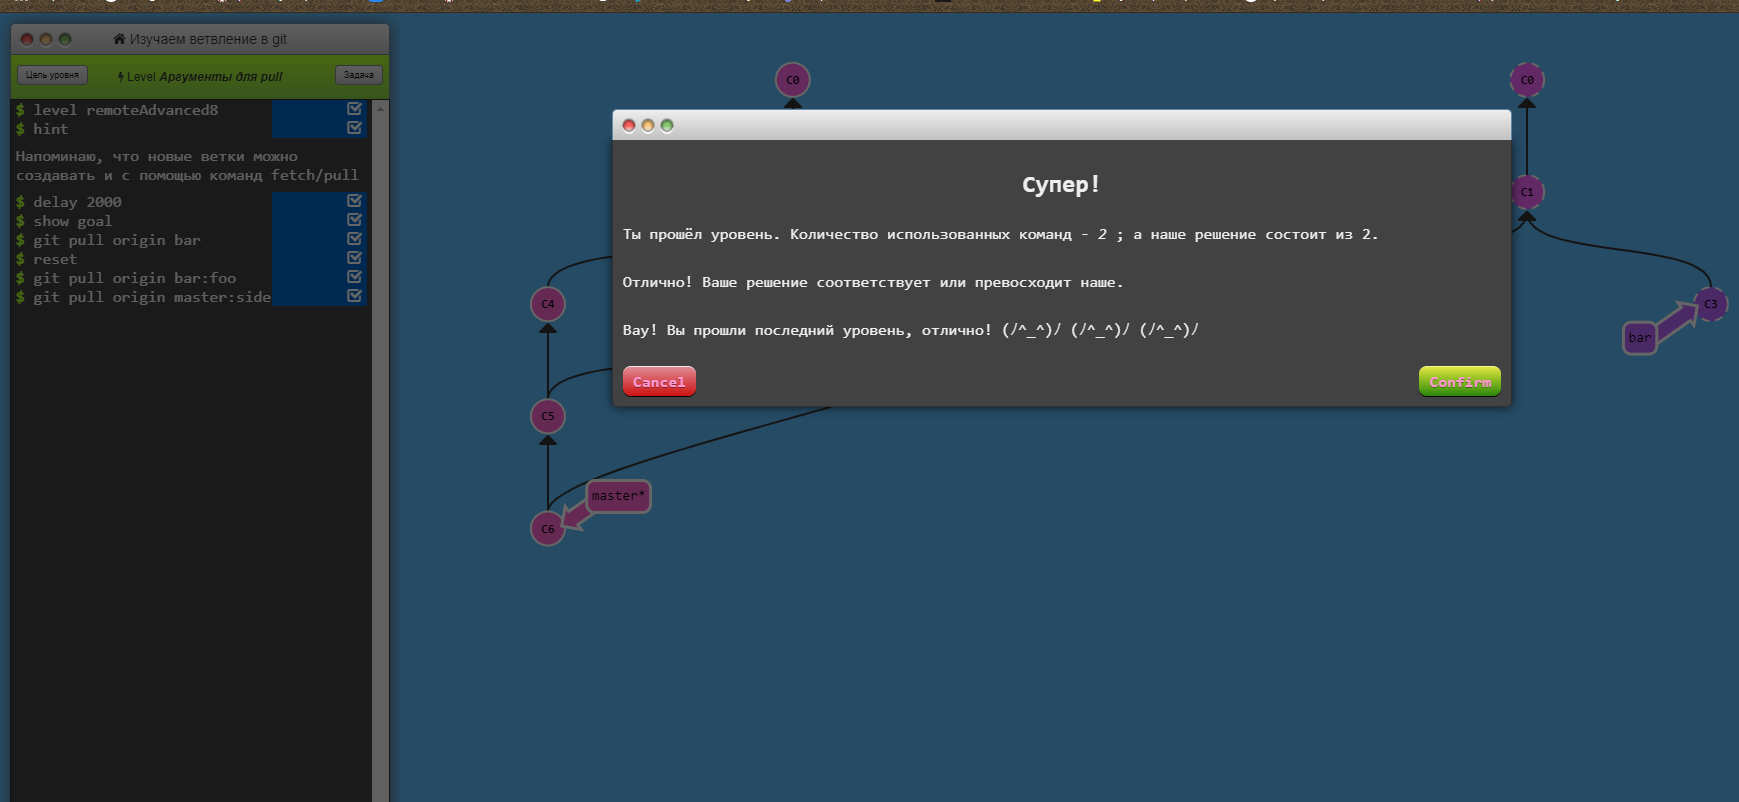 Изучаем ветвление в git
Цель уровня
Level Аргументы для pull
Задача
$ level remoteAdvanced8
$ hint
Напоминаю, что новые ветки можно
создавать и с помощью команд fetch/pull
$ delay 2000
$ show goal
$ git pull origin bar
$ reset
$ git pull origin bar:foo
$ git pull origin master:side
C0
C4
C5
C6
master*
Супер!
Ты прошёл уровень. Количество использованных команд - 2 ; а наше решение состоит из 2.
Отлично! Ваше решение соответствует или превосходит наше.
Вау! Вы прошли последний уровень, отлично! (/^_^)/ (/^_^)/ (/^_^)/
Cancel
Confirm
C0
C1
C3
bar